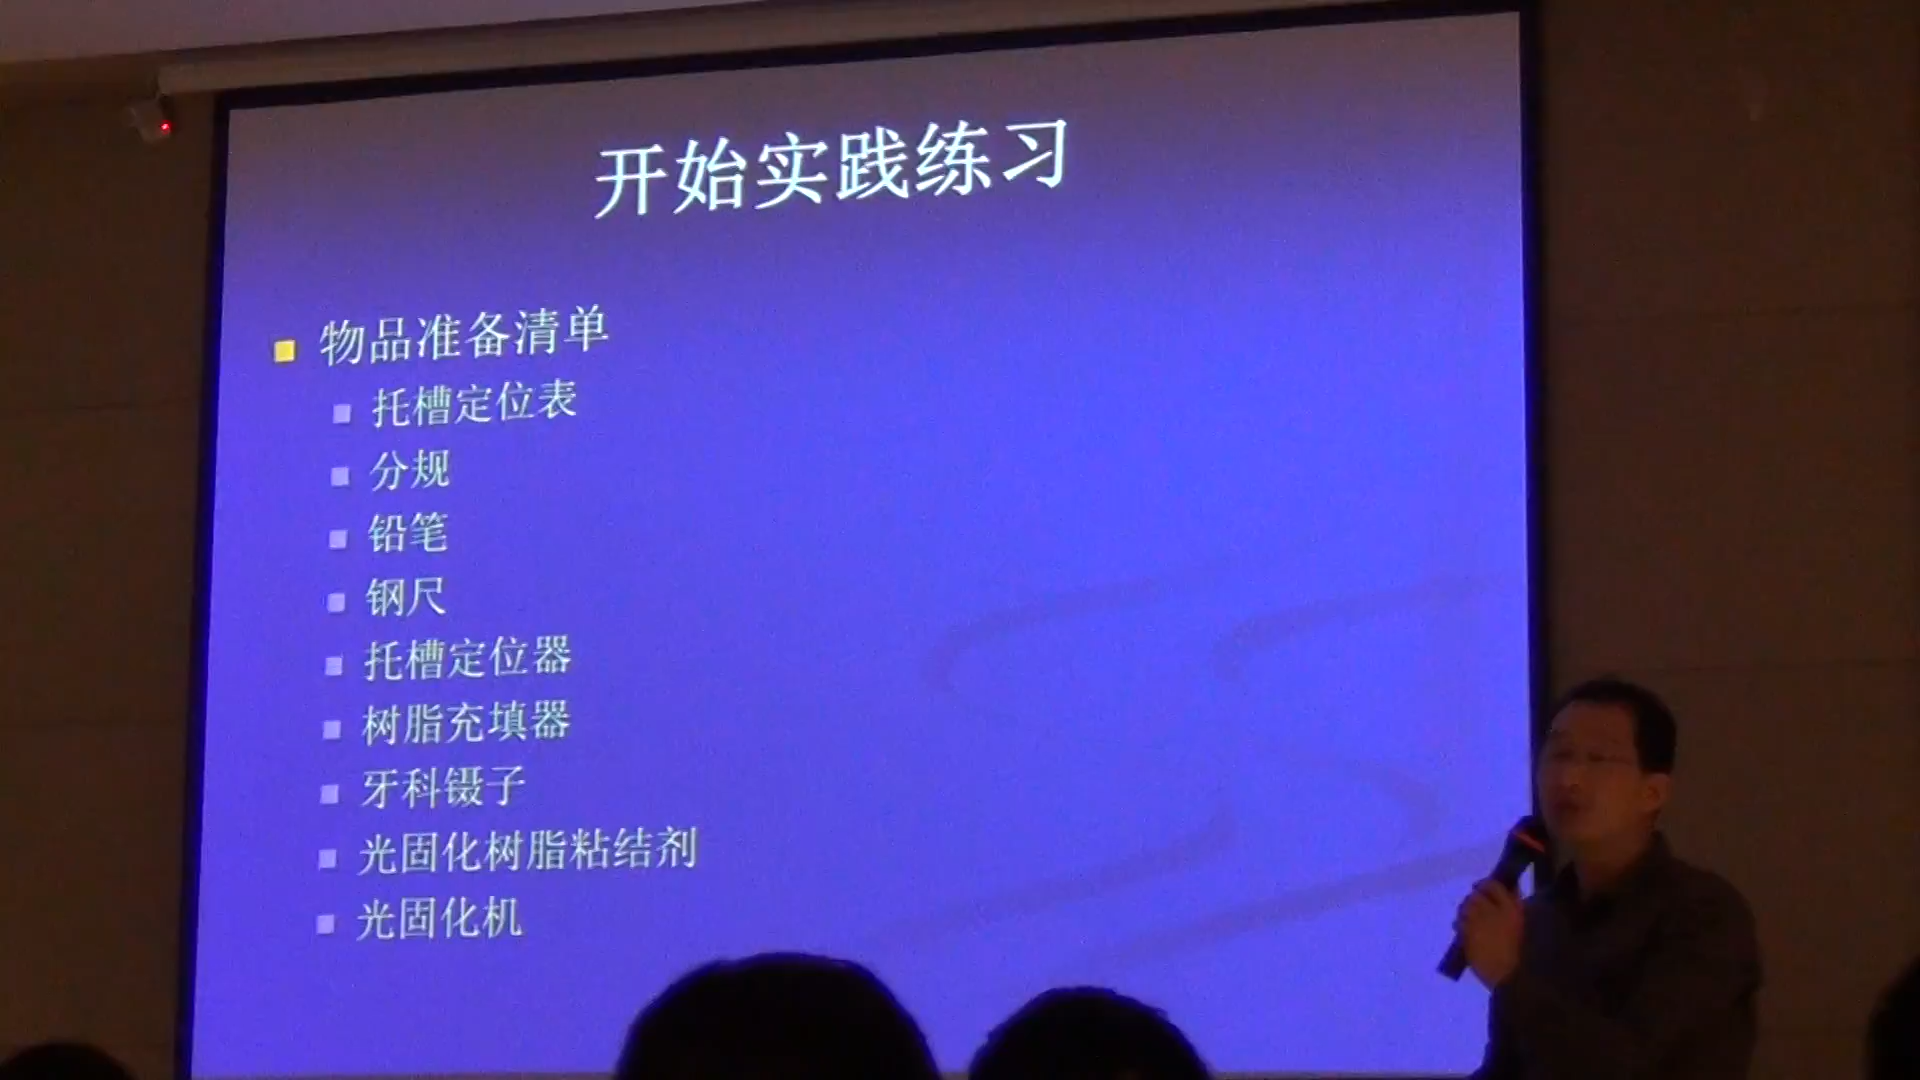 开始实践练习
物品准备清单
托槽定位表
分规
铅笔
钢尺
托槽定位器
树脂充填器
牙科镊子
光固化树脂粘结剂
光固化机